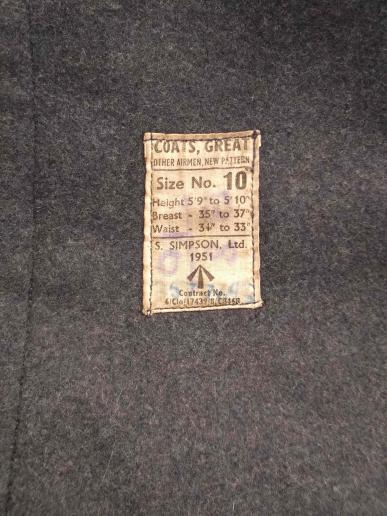 COATS, GREAT
OTHER AIRMEN, NEW PATTERN
Size No. 10
Height 5'9" to 5'10"
Breast - 35" to 37"
Waist - 31" to 33"
S. SIMPSON, Ltd.
1951
Contract No.